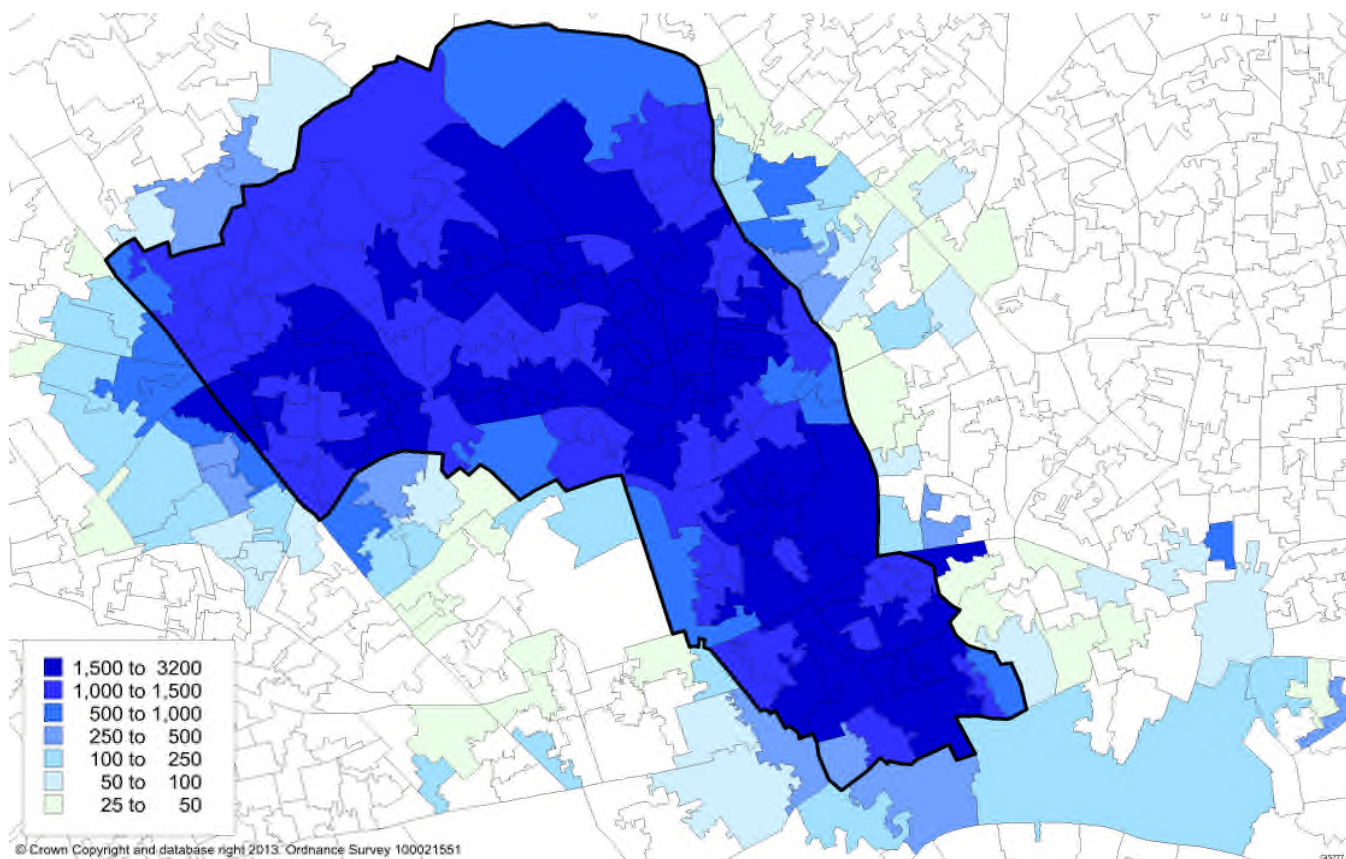 1,500 to 3200
1,000 to 1,500
500 to 1,000
250 to 500
100 to 250
50 to 100
25 to 50
© Crown Copyright and database right 2013. Ordnance Survey 100021551